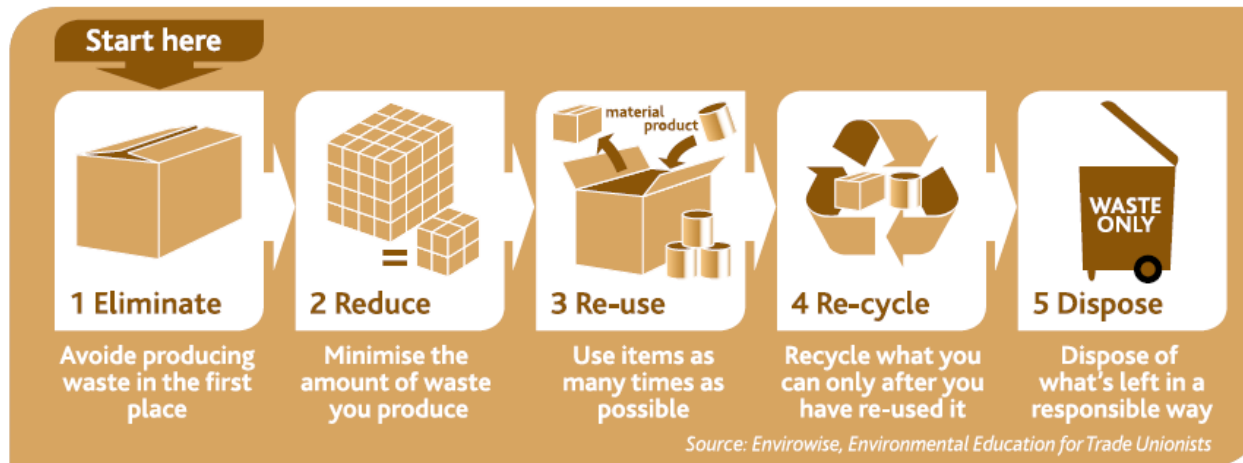 Start here
material
product
1 Eliminate
2 Reduce
=
3 Re-use
4 Re-cycle
WASTE
ONLY
5 Dispose
Avoide producing
waste in the first
place
Minimise the
amount of waste
you produce
Use items as
many times as
possible
Recycle what you
can only after you
have re-used it
Dispose of
what's left in a
responsible way
Source: Envirowise, Environmental Education for Trade Unionists